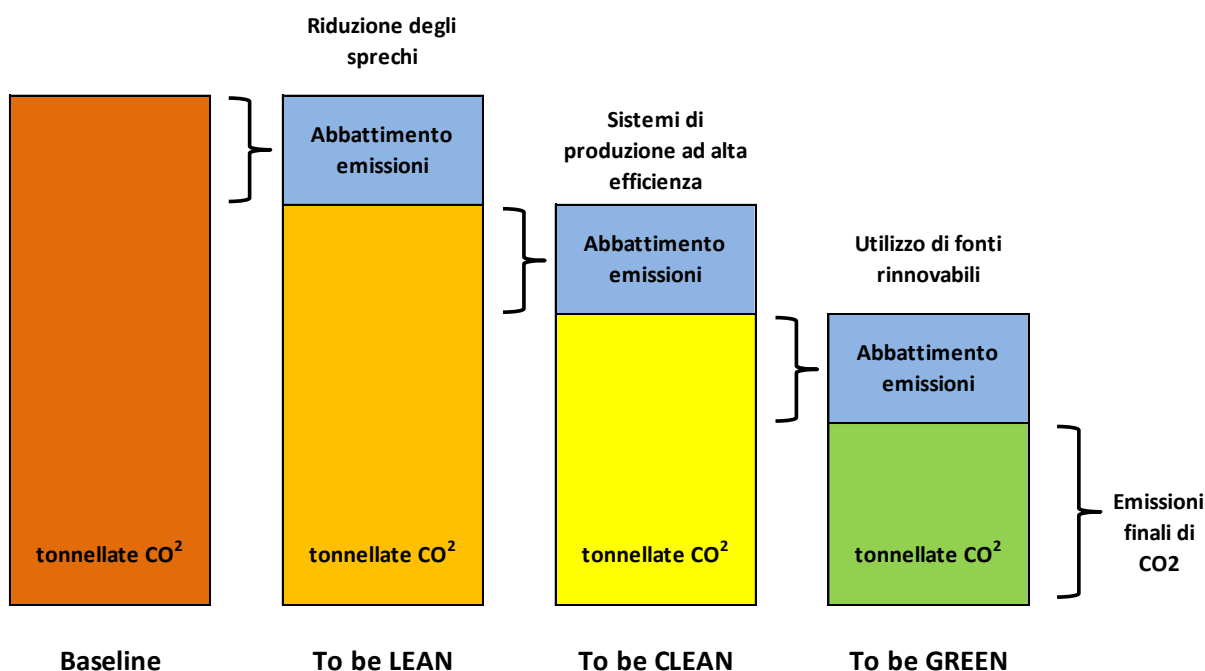 Riduzione degli
sprechi
Abbattimento
emissioni
Sistemi di
produzione ad alta
efficienza
Abbattimento
emissioni
Utilizzo di fonti
rinnovabili
Abbattimento
emissioni
tonnellate CO²
tonnellate CO²
tonnellate CO²
tonnellate CO²
Emissioni
finali di
CO2
Baseline
To be LEAN
To be CLEAN
To be GREEN